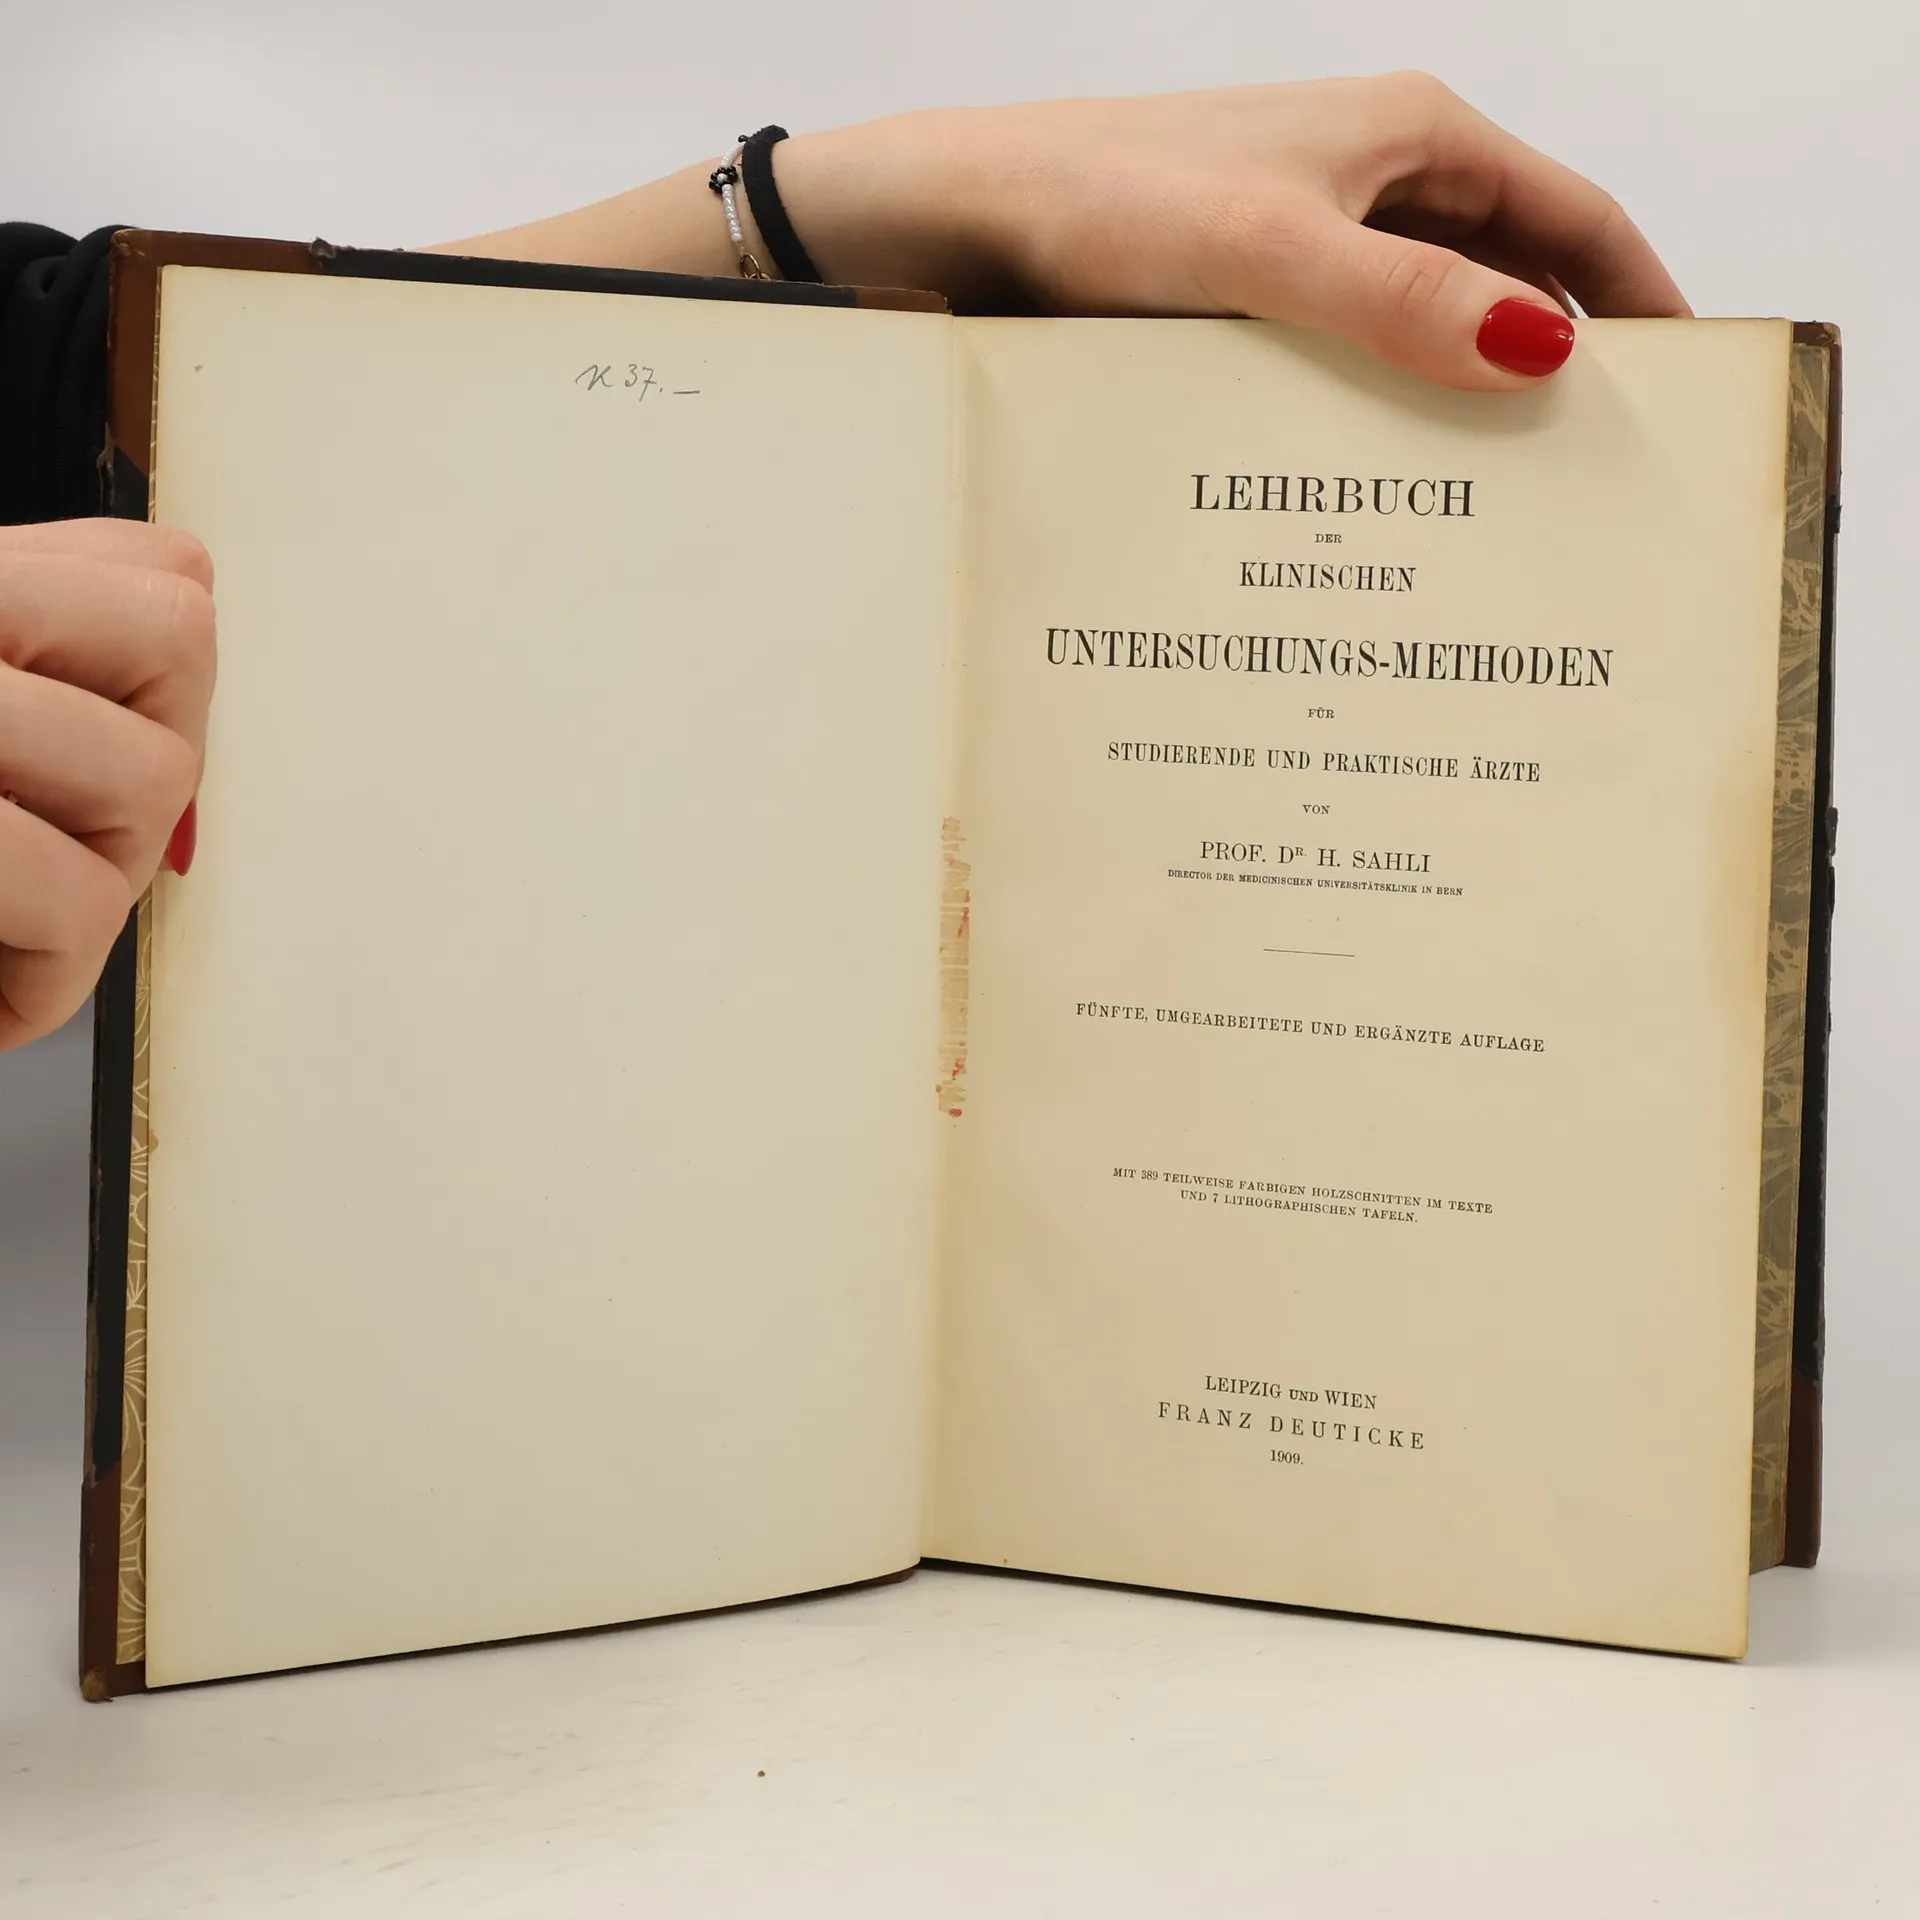 K 37.—
LEHRBUCH
DER
KLINISCHEN
UNTERSUCHUNGS-METHODEN
FÜR
STUDIERENDE UND PRAKTISCHE ÄRZTE
VON
PROF. DR. H. SAHLI
DIRECTOR DER MEDICINISCHEN UNIVERSITÄTSKLINIK IN BERN
FÜNFTE, UMGEARBEITETE UND ERGÄNZTE AUFLAGE
MIT 389 TEILWEISE FARBIGEN HOLZSCHNITTEN IM TEXTE
UND 7 LITHOGRAPHISCHEN TAFELN.
LEIPZIG UND WIEN
FRANZ DEUTICKE
1909.